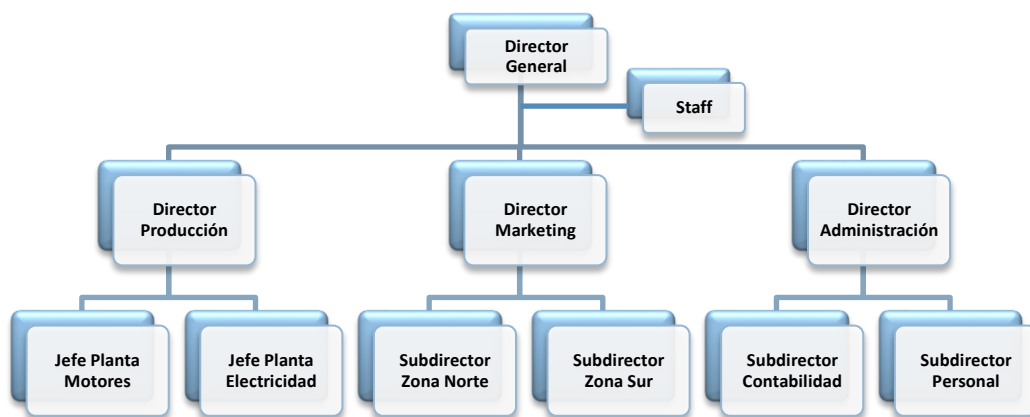 Director
General
Staff
Director
Producción
Director
Marketing
Director
Administración
Jefe Planta
Motores
Jefe Planta
Electricidad
Subdirector
Zona Norte
Subdirector
Zona Sur
Subdirector
Contabilidad
Subdirector
Personal